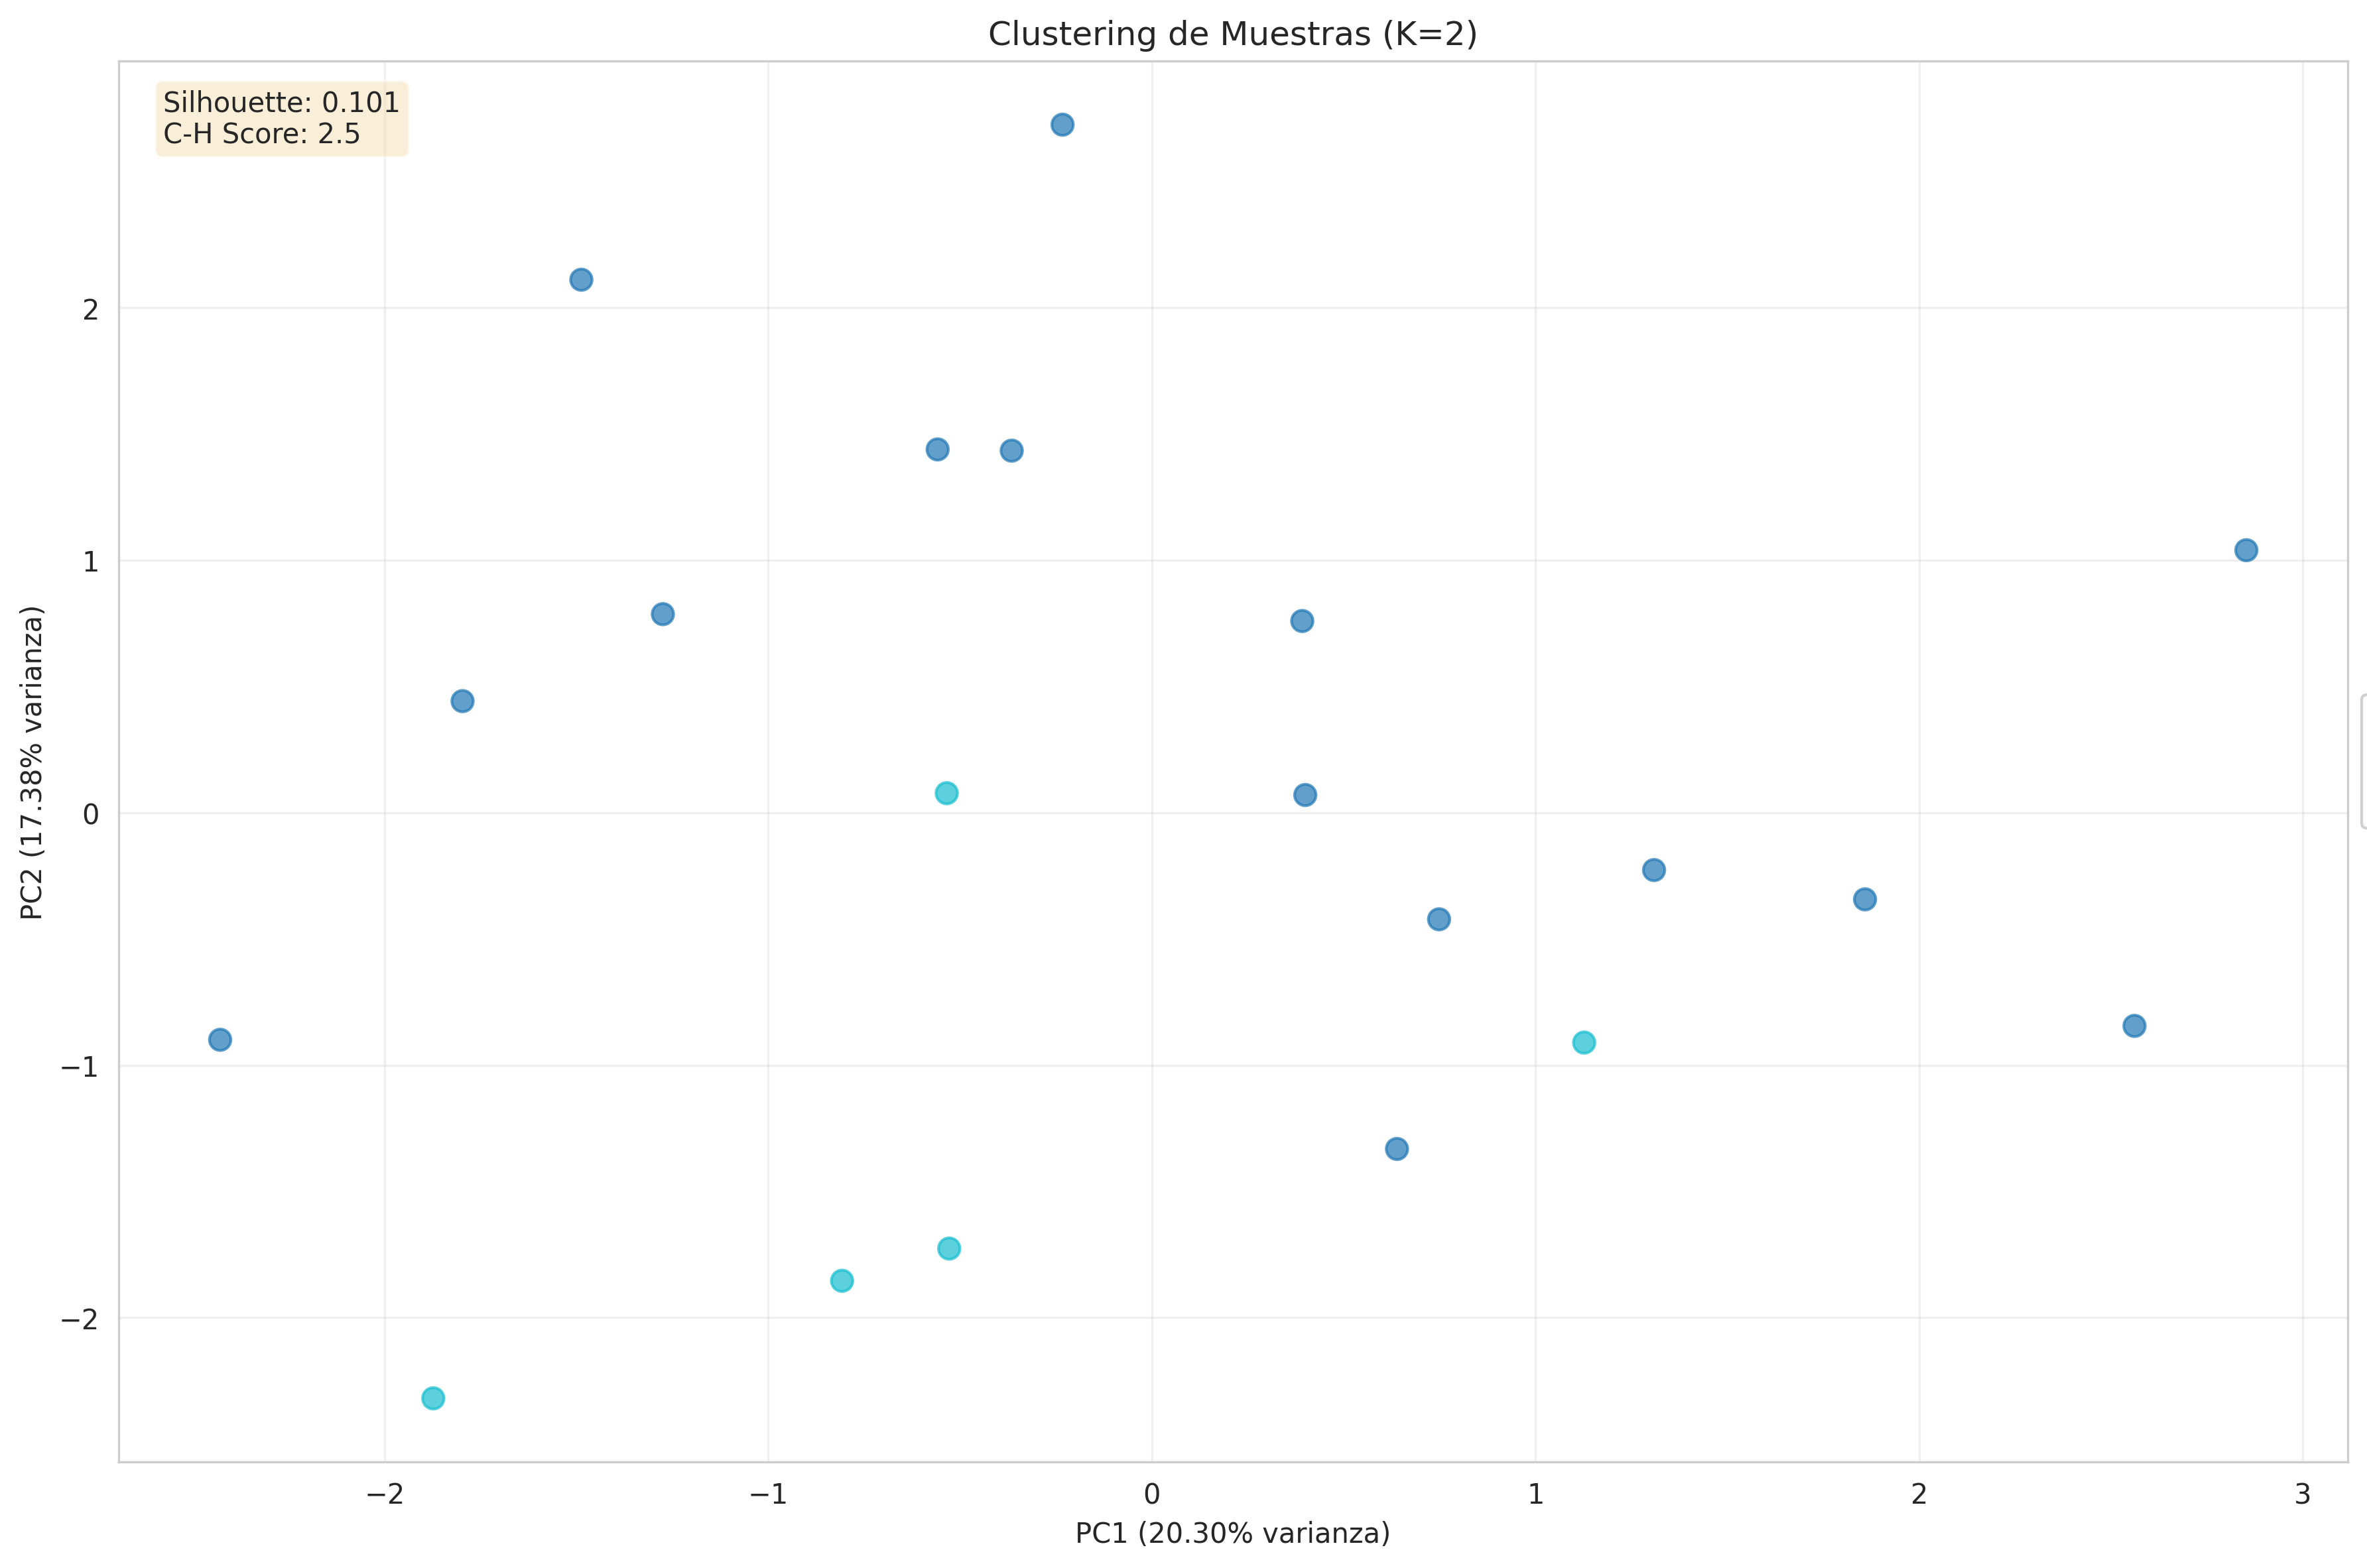 Clustering de Muestras (K=2)
Silhouette: 0.101
C-H Score: 2.5
PC2 (17.38% varianza)
2
1
0
−1
−2
−2
−1
0
1
2
3
PC1 (20.30% varianza)